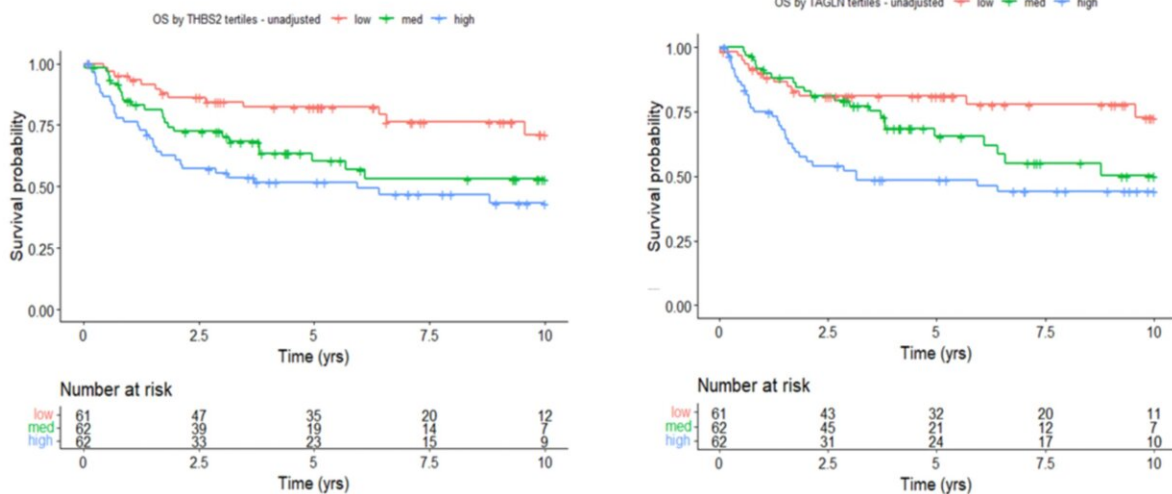 OS by THBS2 tertiles - unadjusted low med high
Survival probability
1.00
0.75
0.50
0.25
0.00
0 2.5 5 7.5 10
Time (yrs)
Number at risk
low 61 47 35 20 12
med 62 39 19 14 7
high 62 33 23 15 9
0 2.5 5 7.5 10
Time (yrs)
OS by TAGLN tertiles - unadjusted low med high
Survival probability
1.00
0.75
0.50
0.25
0.00
0 2.5 5 7.5 10
Time (yrs)
Number at risk
low 61 43 32 20 11
med 62 45 21 12 7
high 62 31 24 17 10
0 2.5 5 7.5 10
Time (yrs)